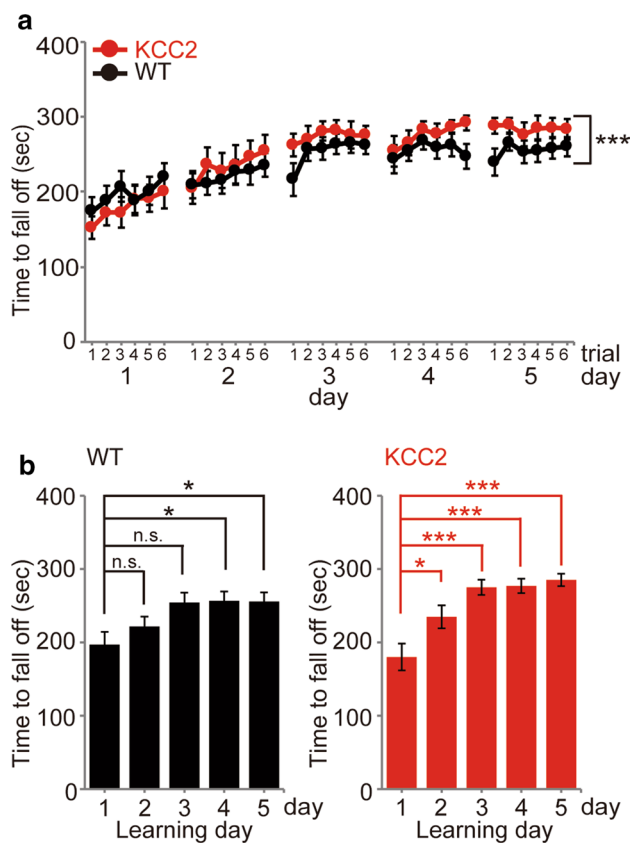 a
400
KCC2
WT
300
***
200
100
0
Time to fall off (sec)
1 2 3 4 5 6 1 2 3 4 5 6 1 2 3 4 5 6 1 2 3 4 5 6 1 2 3 4 5 6 trial
1 2 3 4 5 day
day
b
WT
400
*
*
n.s.
n.s.
300
200
100
0
Time to fall off (sec)
1 2 3 4 5 day
Learning day
KCC2
400
***
***
***
*
300
200
100
0
Time to fall off (sec)
1 2 3 4 5 day
Learning day